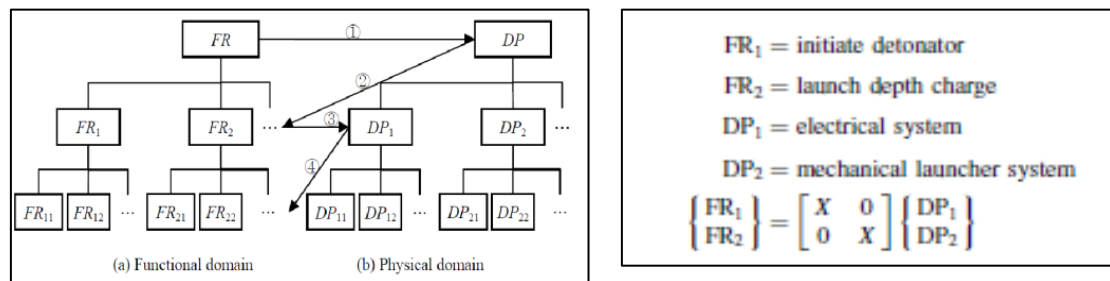 FR ① DP
②
FR₁ FR₂ ... ③ DP₁ DP₂ ...
④
FR₁₁ FR₁₂ ... FR₂₁ FR₂₂ ... DP₁₁ DP₁₂ ... DP₂₁ DP₂₂ ...
(a) Functional domain (b) Physical domain
FR₁ = initiate detonator
FR₂ = launch depth charge
DP₁ = electrical system
DP₂ = mechanical launcher system
{FR₁} = [X 0] {DP₁}
{FR₂} [0 X] {DP₂}